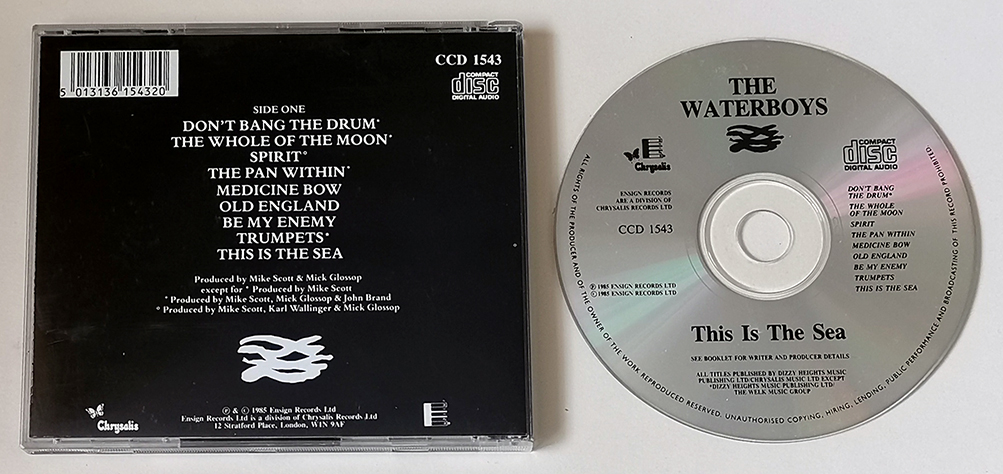 5 013136 154320
CCD 1543
COMPACT
disc
DIGITAL AUDIO
SIDE ONE
DON'T BANG THE DRUM*
THE WHOLE OF THE MOON*
SPIRIT°
THE PAN WITHIN*
MEDICINE BOW
OLD ENGLAND
BE MY ENEMY
TRUMPETS*
THIS IS THE SEA
Produced by Mike Scott & Mick Glossop
except for * Produced by Mike Scott
* Produced by Mike Scott, Mick Glossop & John Brand
° Produced by Mike Scott, Karl Wallinger & Mick Glossop
Chrysalis
℗ & © 1985 Ensign Records Ltd
Ensign Records Ltd is a division of Chrysalis Records Ltd
12 Stratford Place, London, W1N 9AF
THE
WATERBOYS
Chrysalis
COMPACT
disc
DIGITAL AUDIO
ENSIGN RECORDS
ARE A DIVISION OF
CHRYSALIS RECORDS LTD
CCD 1543
℗ 1985 ENSIGN RECORDS LTD
© 1985 ENSIGN RECORDS LTD
DON'T BANG
THE DRUM*
THE WHOLE
OF THE MOON
SPIRIT
THE PAN WITHIN
MEDICINE BOW
OLD ENGLAND
BE MY ENEMY
TRUMPETS
THIS IS THE SEA
This Is The Sea
SEE BOOKLET FOR WRITER AND PRODUCER DETAILS
ALL TITLES PUBLISHED BY DIZZY HEIGHTS MUSIC
PUBLISHING LTD/CHRYSALIS MUSIC LTD EXCEPT
*DIZZY HEIGHTS MUSIC PUBLISHING LTD/
THE WELK MUSIC GROUP
ALL RIGHTS OF THE PRODUCER AND OF THE OWNER OF THE WORK REPRODUCED RESERVED. UNAUTHORISED COPYING, HIRING, LENDING, PUBLIC PERFORMANCE AND BROADCASTING OF THIS RECORD PROHIBITED